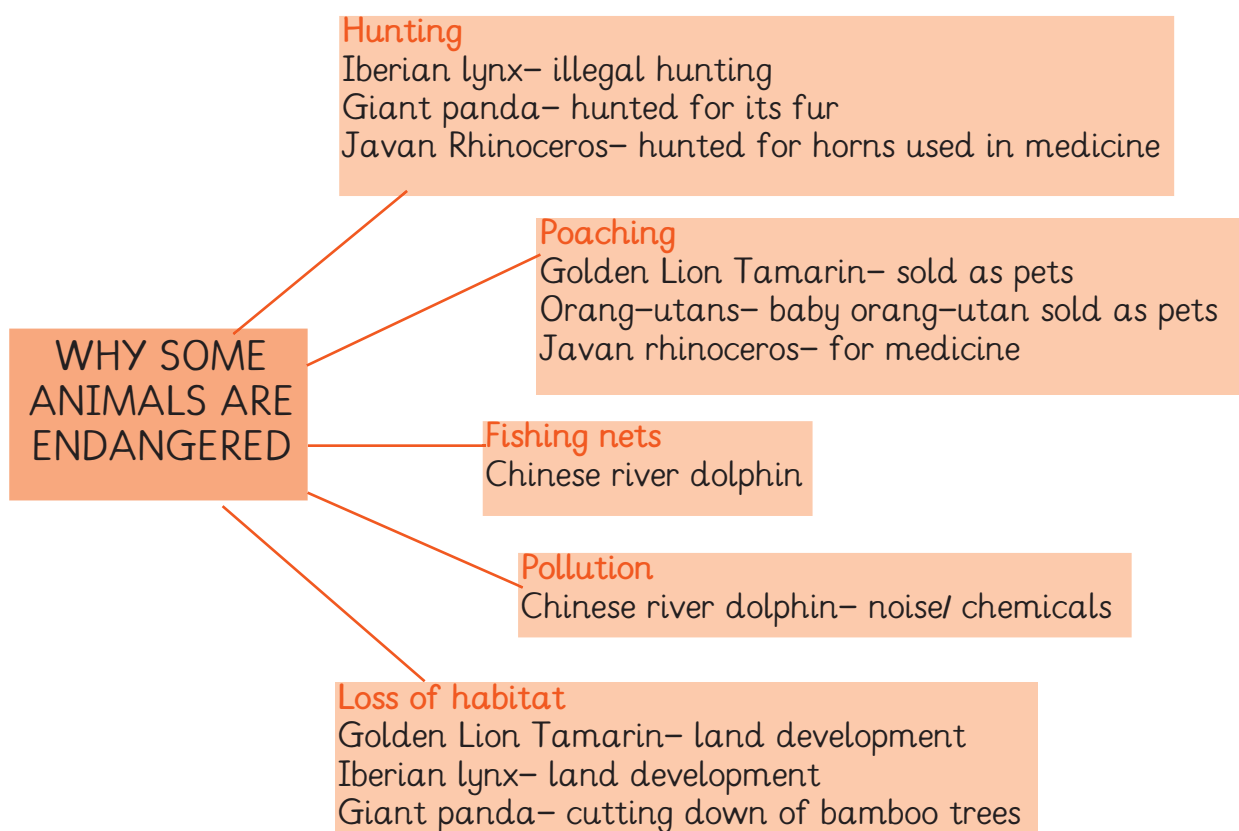 Hunting
Iberian lynx– illegal hunting
Giant panda– hunted for its fur
Javan Rhinoceros– hunted for horns used in medicine
Poaching
Golden Lion Tamarin– sold as pets
Orang–utans– baby orang–utan sold as pets
Javan rhinoceros– for medicine
WHY SOME
ANIMALS ARE
ENDANGERED
Fishing nets
Chinese river dolphin
Pollution
Chinese river dolphin– noise/ chemicals
Loss of habitat
Golden Lion Tamarin– land development
Iberian lynx– land development
Giant panda– cutting down of bamboo trees